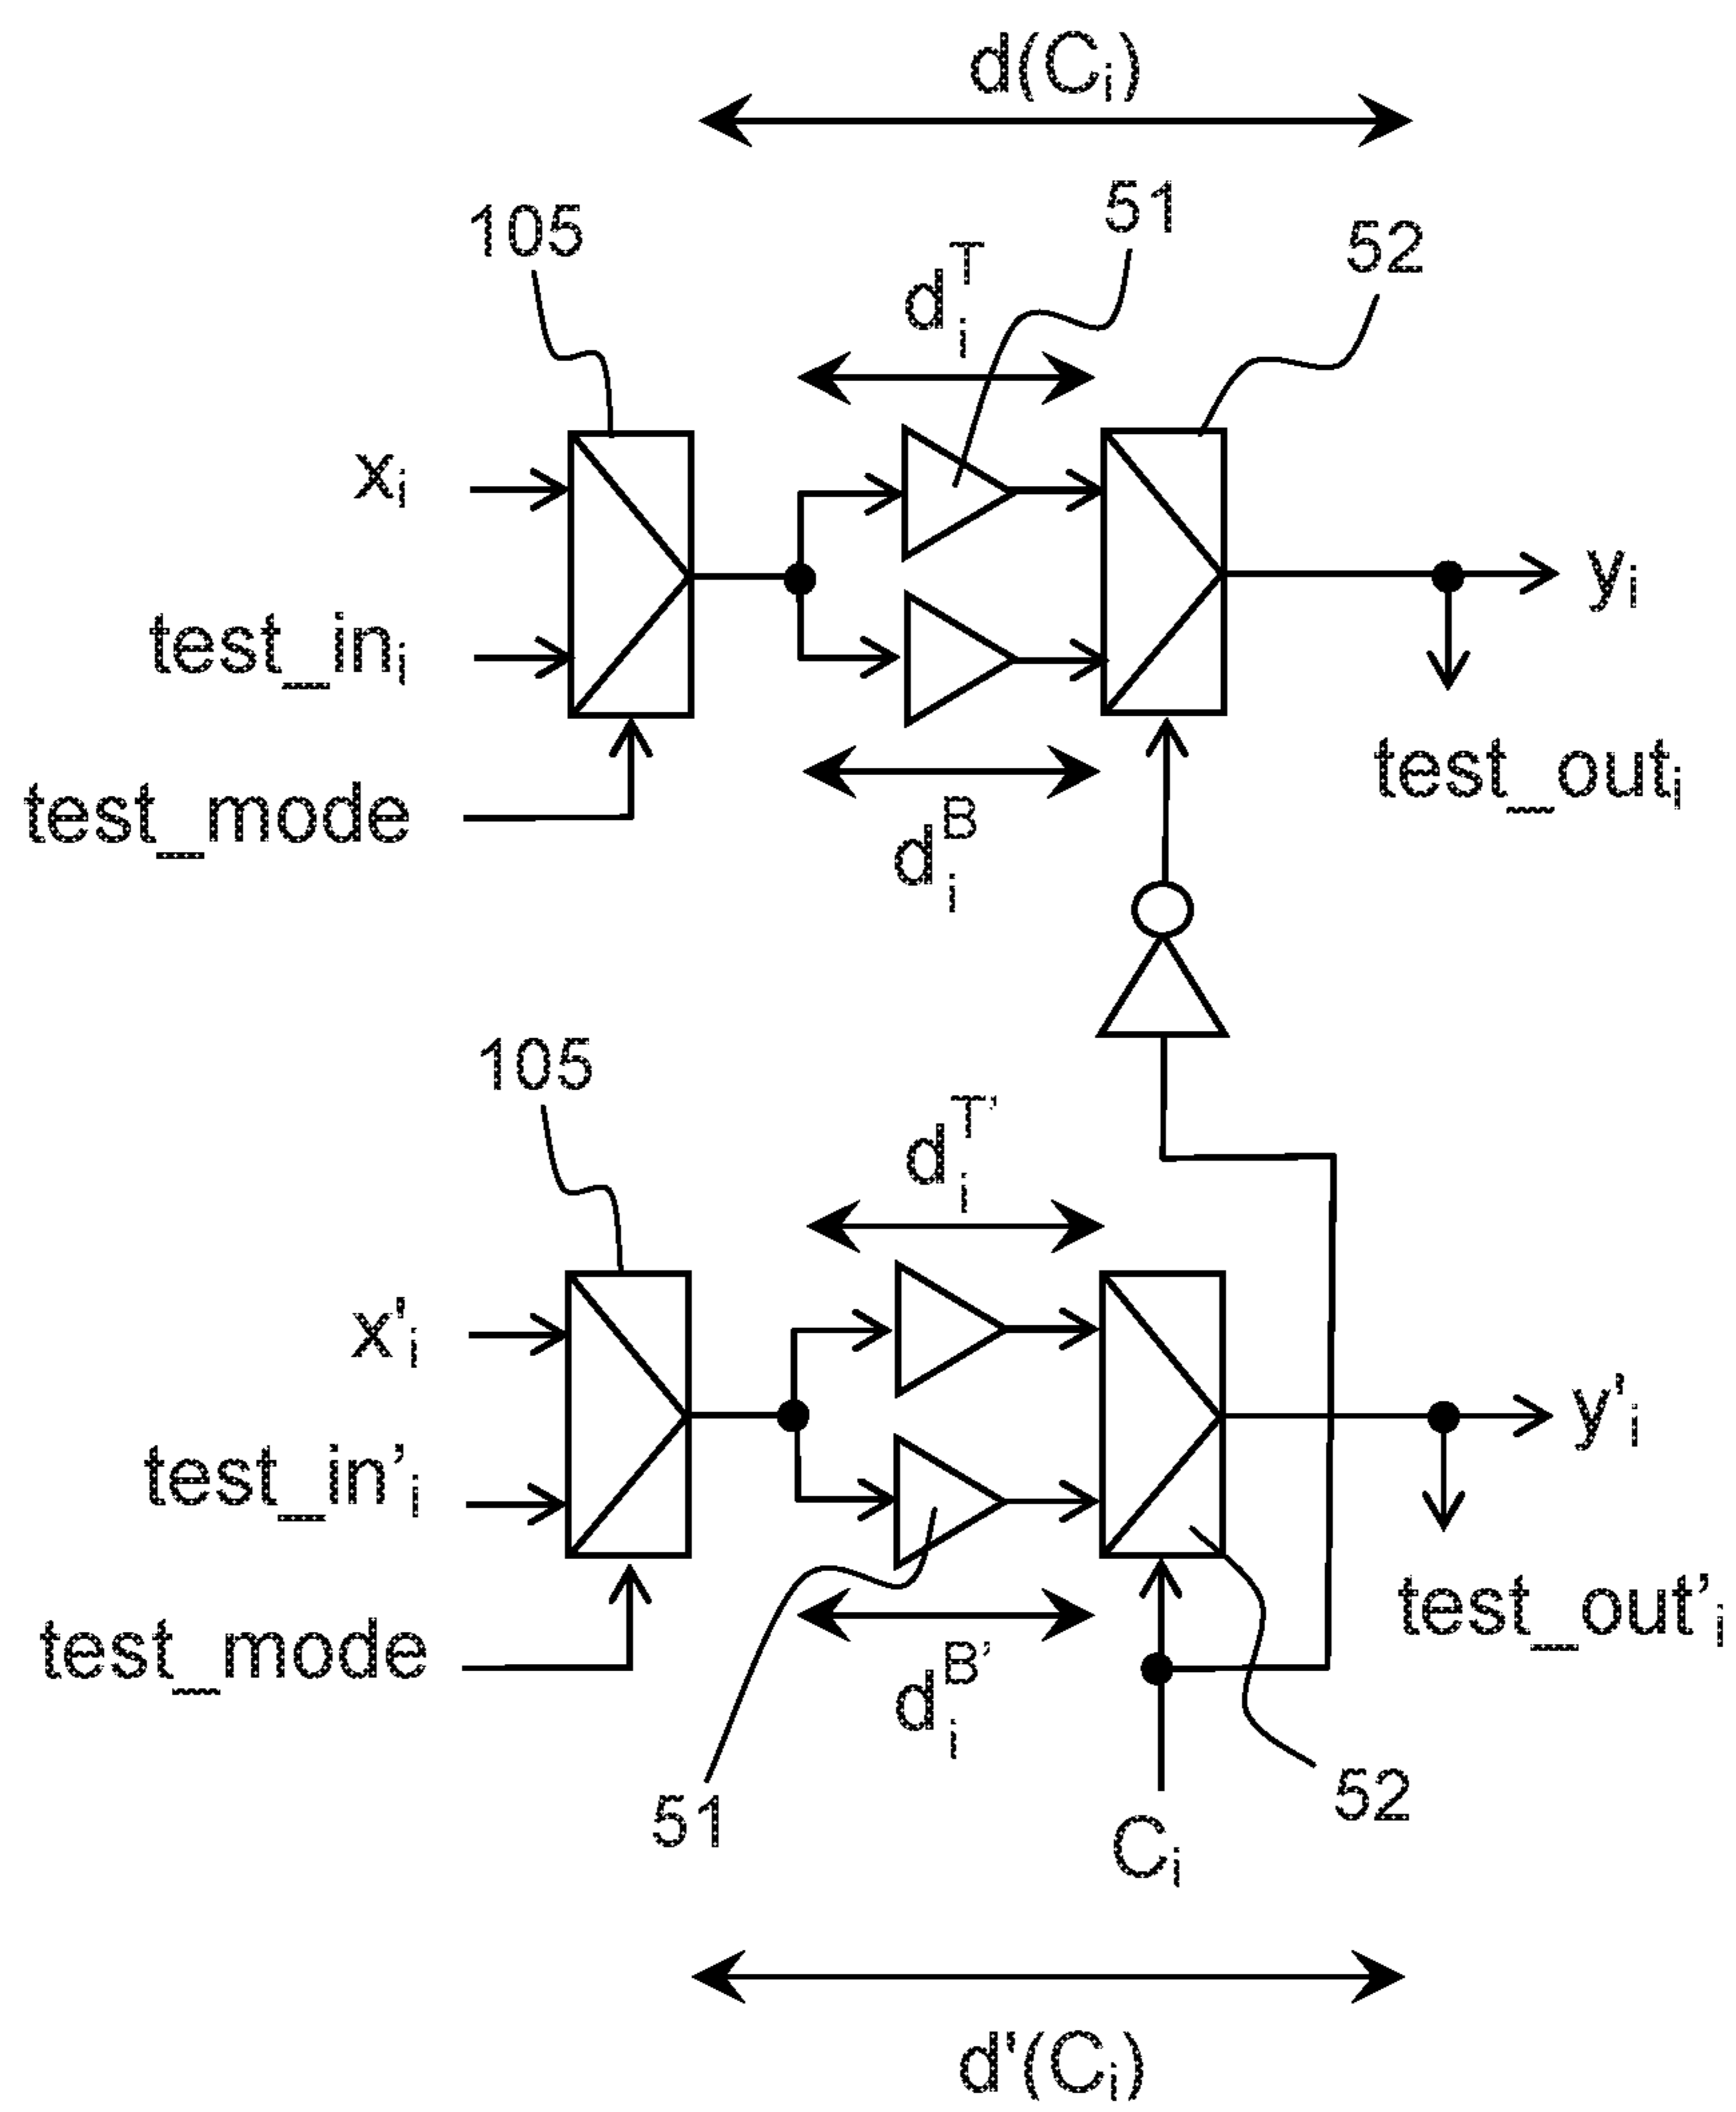 d(Cᵢ)
51
105
52
dᵢᵀ
xᵢ
yᵢ
test_inᵢ
test_outᵢ
test_mode
dᵢᴮ
105
dᵢᵀ'
x'ᵢ
y'ᵢ
test_in’ᵢ
test_out’ᵢ
test_mode
dᵢᴮ’
52
51
Cᵢ
d'(Cᵢ)